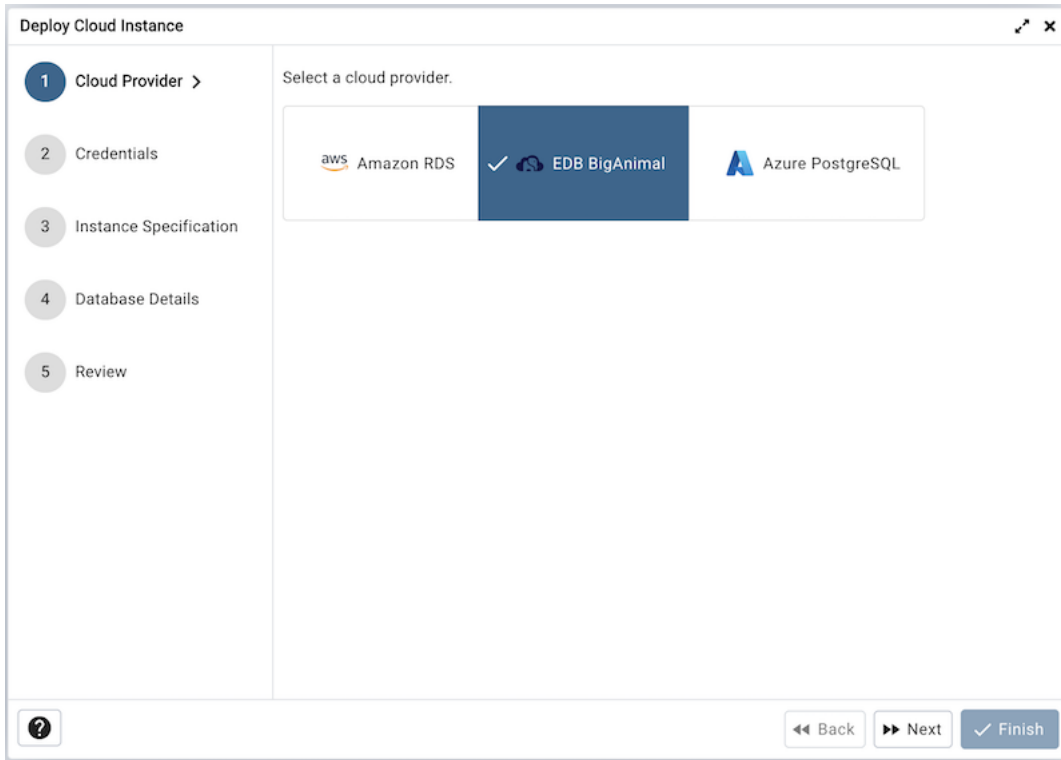 Deploy Cloud Instance
1 Cloud Provider
Select a cloud provider.
aws Amazon RDS
EDB BigAnimal
Azure PostgreSQL
2 Credentials
3 Instance Specification
4 Database Details
5 Review
?
Back
Next
Finish